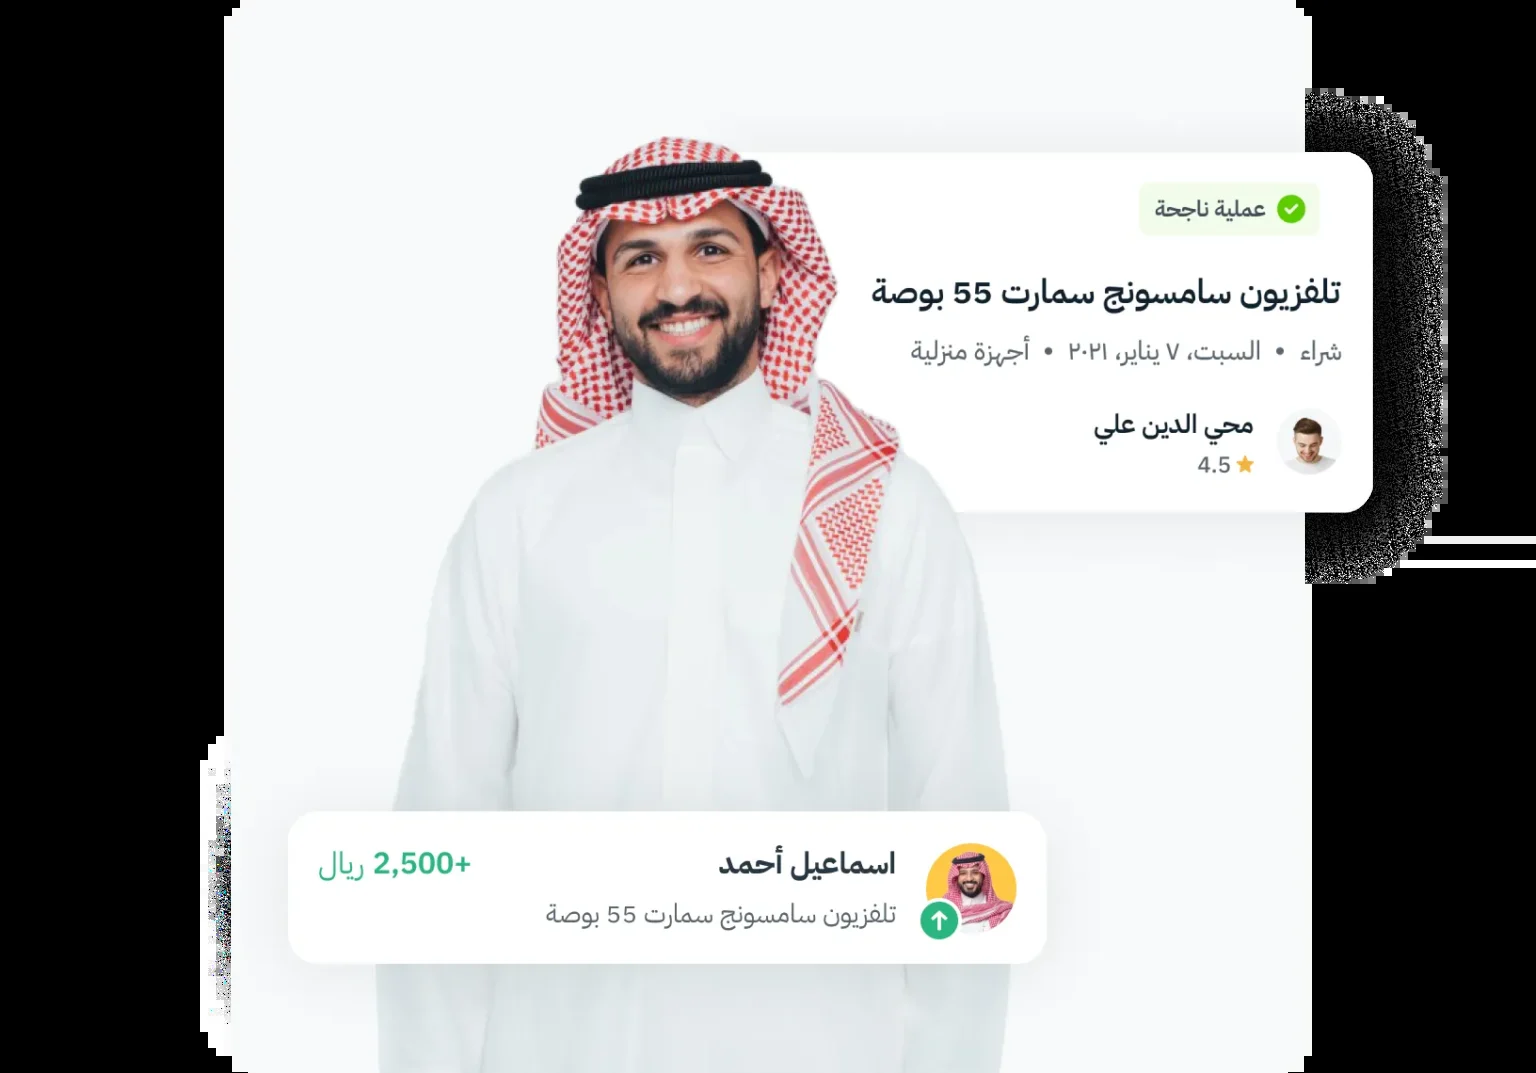 عملية ناجحة
تلفزيون سامسونج سمارت 55 بوصة
شراء • السبت، ٧ يناير، ٢٠٢١ • أجهزة منزلية
محي الدين علي
4.5
اسماعيل أحمد
+2,500 ريال
تلفزيون سامسونج سمارت 55 بوصة